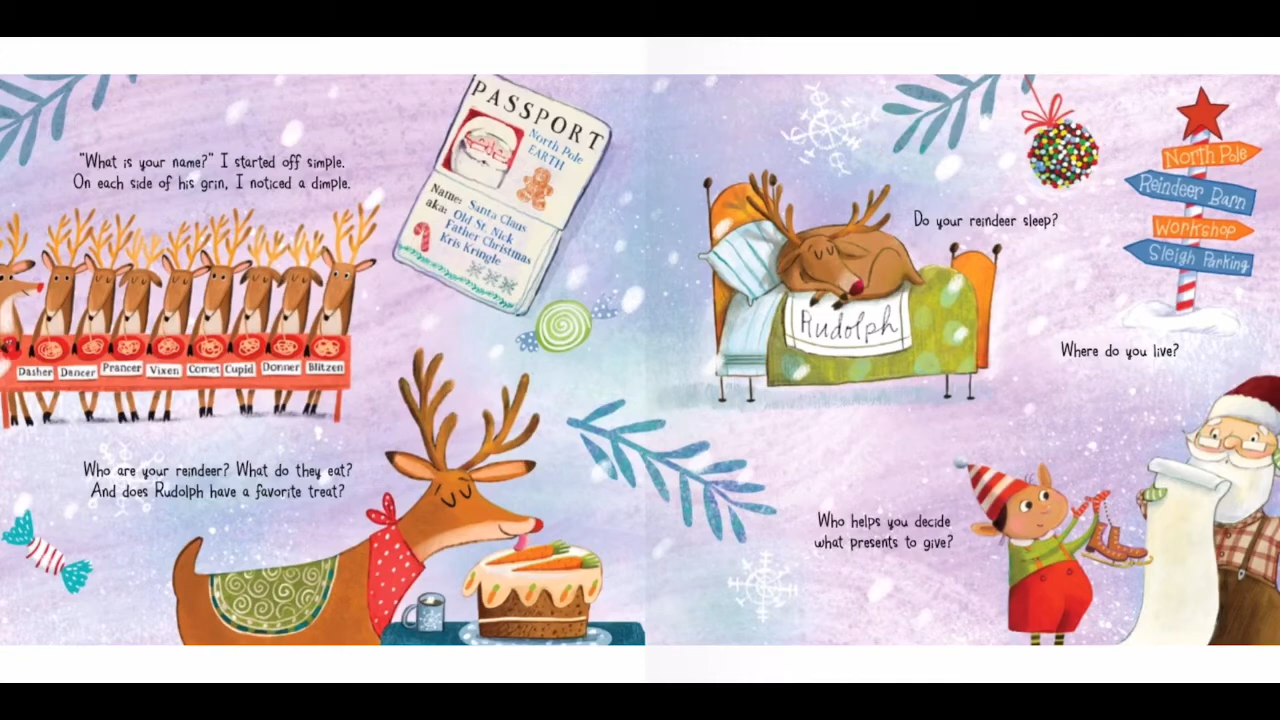 "What is your name?" I started off simple.
On each side of his grin, I noticed a dimple.
PASSPORT
North Pole
EARTH
Name: Santa Claus
aka: Old St. Nick
Father Christmas
Kris Kringle
Dasher Dancer Prancer Vixen Comet Cupid Donner Blitzen
Who are your reindeer? What do they eat?
And does Rudolph have a favorite treat?
Do your reindeer sleep?
Rudolph
North Pole
Reindeer Barn
Workshop
Sleigh Parking
Where do you live?
Who helps you decide
what presents to give?